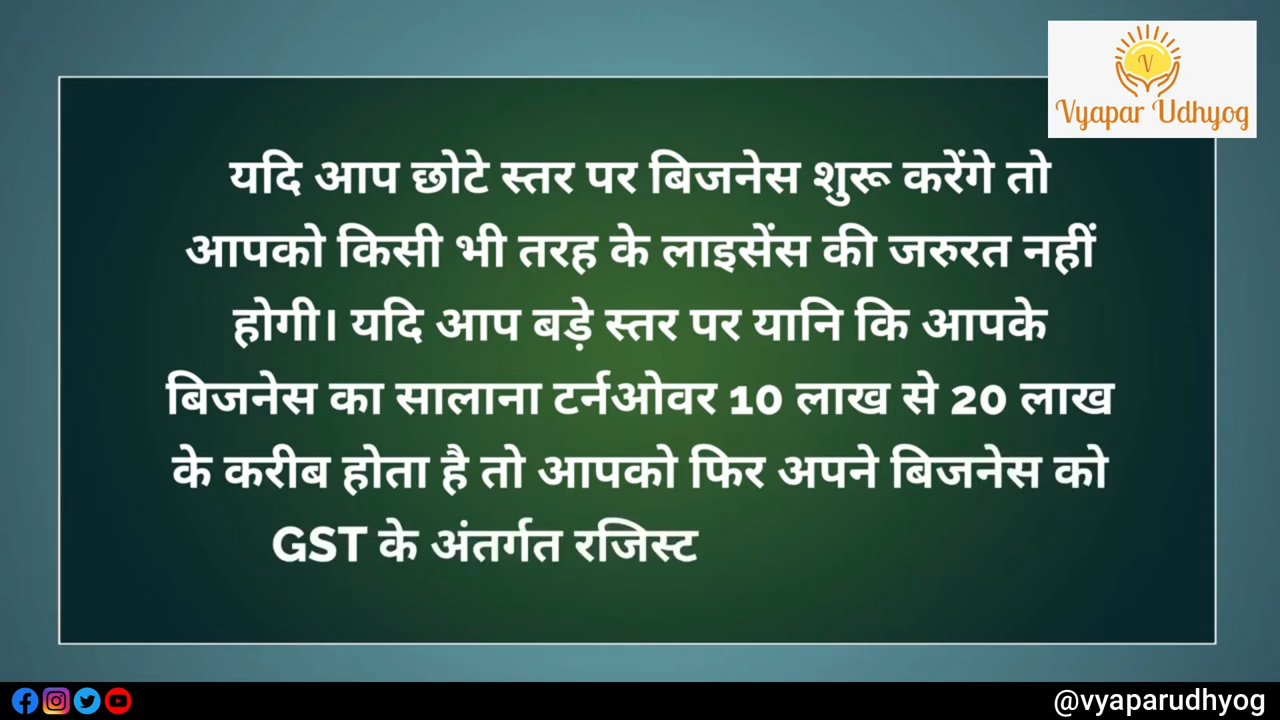 V
Vyapar Udhyog
यदि आप छोटे स्तर पर बिजनेस शुरू करेंगे तो
आपको किसी भी तरह के लाइसेंस की जरुरत नहीं
होगी। यदि आप बड़े स्तर पर यानि कि आपके
बिजनेस का सालाना टर्नओवर 10 लाख से 20 लाख
के करीब होता है तो आपको फिर अपने बिजनेस को
GST के अंतर्गत रजिस्ट
@vyaparudhyog